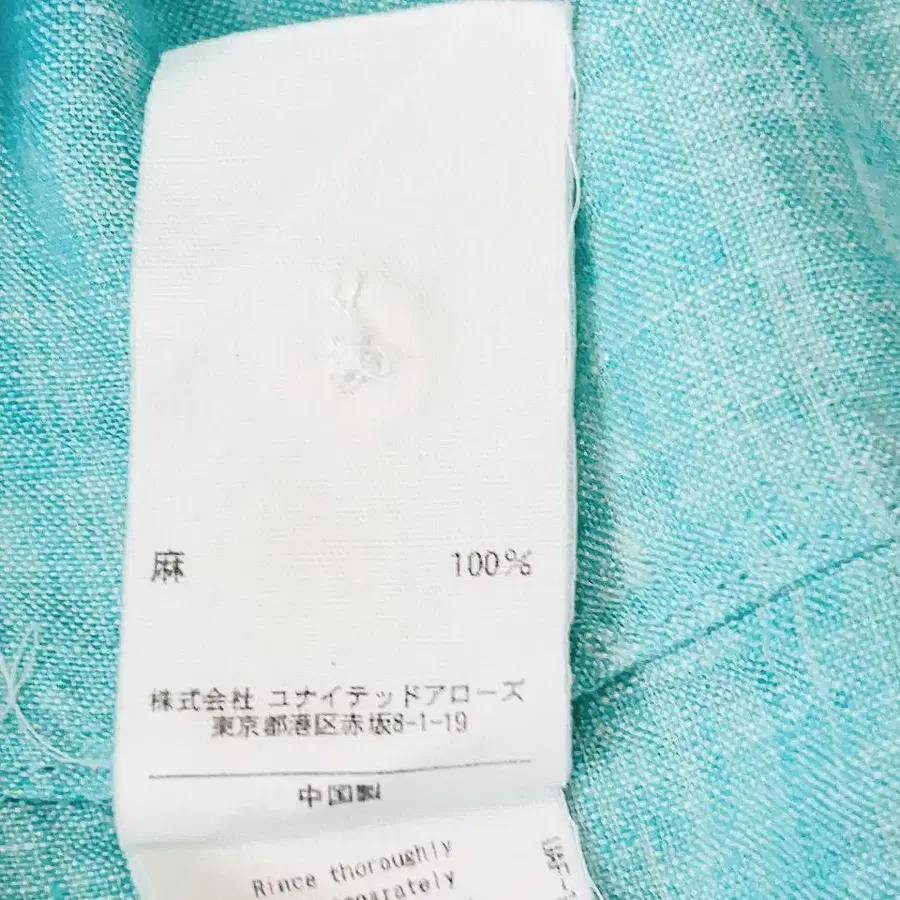 麻 100%
株式会社 ユナイテッドアローズ
東京都港区赤坂8-1-19
中国製
Rince thoroughly